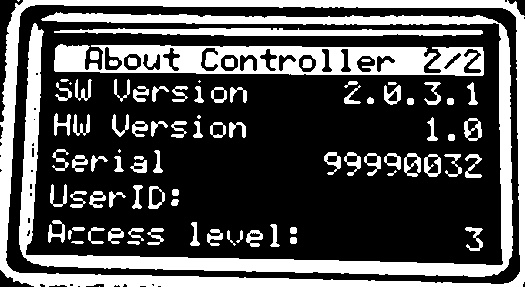 About Controller 2/2
SW Version 2.0.3.1
HW Version 1.0
Serial 99990032
UserID:
Access level: 3